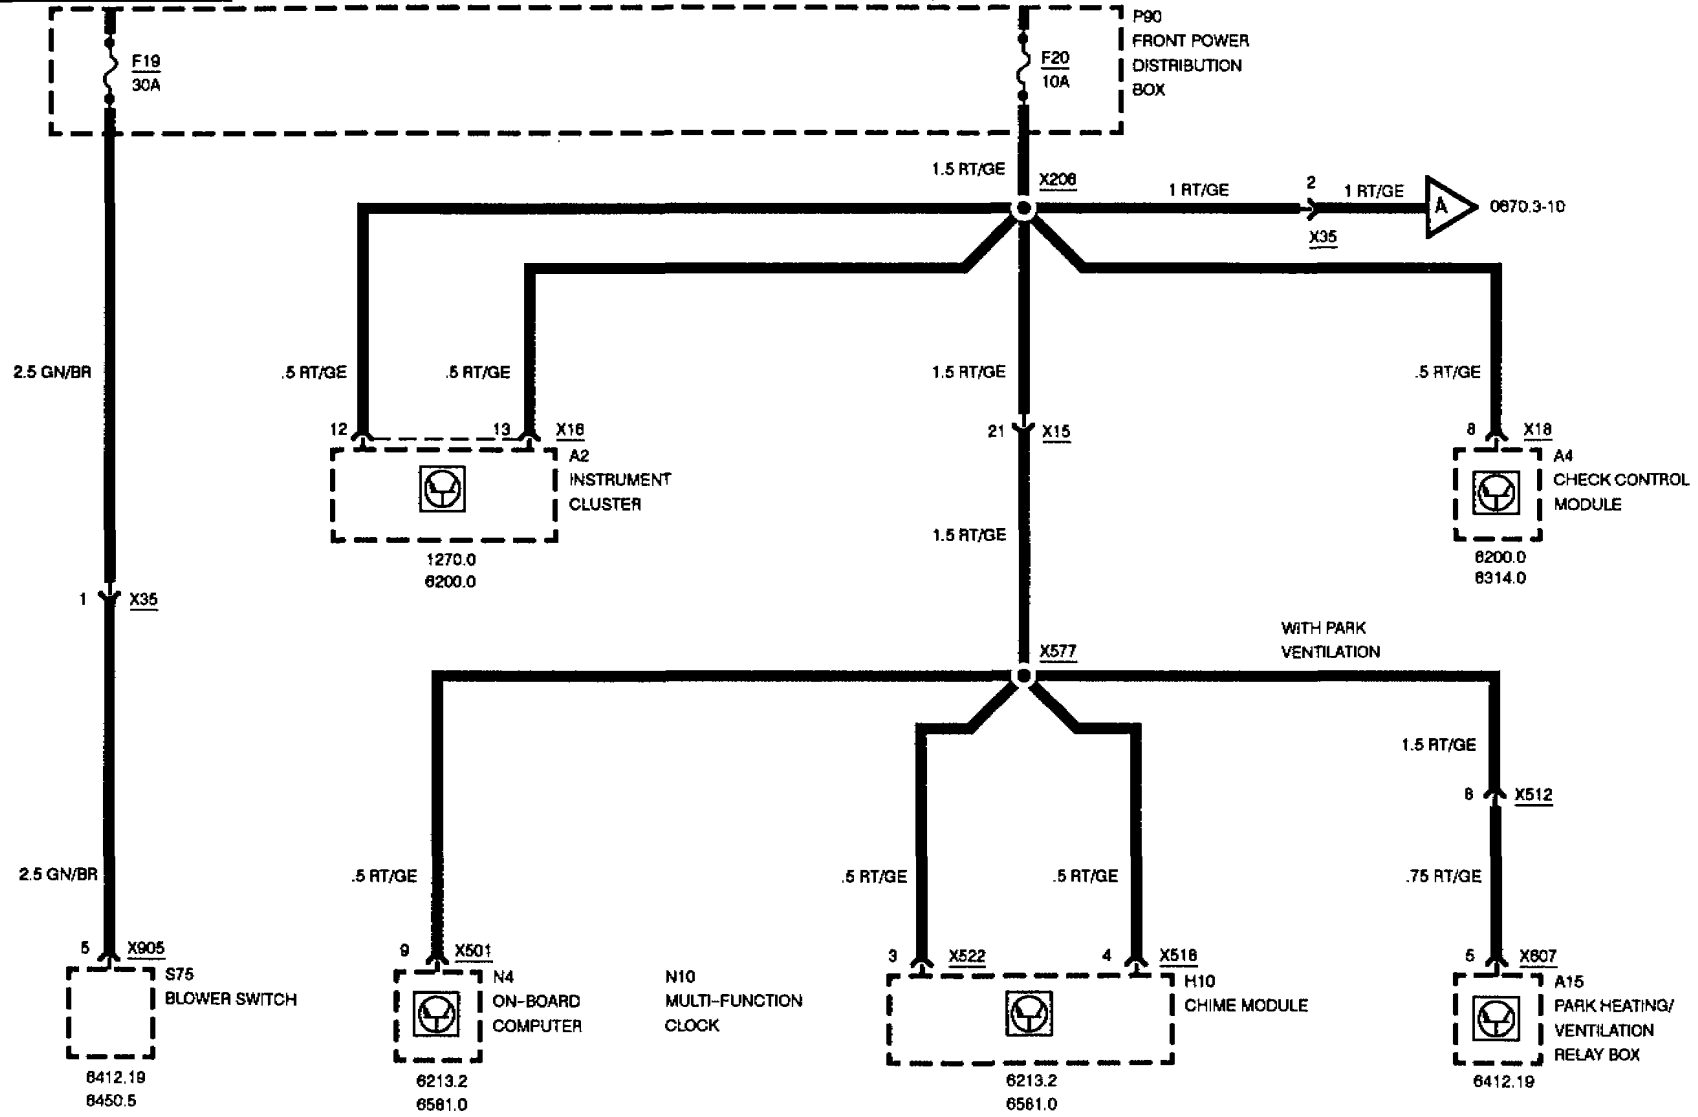 P90
FRONT POWER
DISTRIBUTION
BOX
F19
30A
F20
10A
1.5 RT/GE
X208
1 RT/GE
2
1 RT/GE
A
0670.3-10
X35
2.5 GN/BR
.5 RT/GE
.5 RT/GE
1.5 RT/GE
.5 RT/GE
12
13
X16
21
X15
8
X18
A2
INSTRUMENT
CLUSTER
A4
CHECK CONTROL
MODULE
1.5 RT/GE
1270.0
6200.0
6200.0
6314.0
1
X35
WITH PARK
VENTILATION
X577
1.5 RT/GE
8
X512
2.5 GN/BR
.5 RT/GE
.5 RT/GE
.5 RT/GE
.75 RT/GE
5
X905
9
X501
3
X522
4
X518
5
X607
S75
BLOWER SWITCH
N4
ON-BOARD
COMPUTER
N10
MULTI-FUNCTION
CLOCK
H10
CHIME MODULE
A15
PARK HEATING/
VENTILATION
RELAY BOX
6412.19
6450.5
6213.2
6581.0
6213.2
6581.0
6412.19